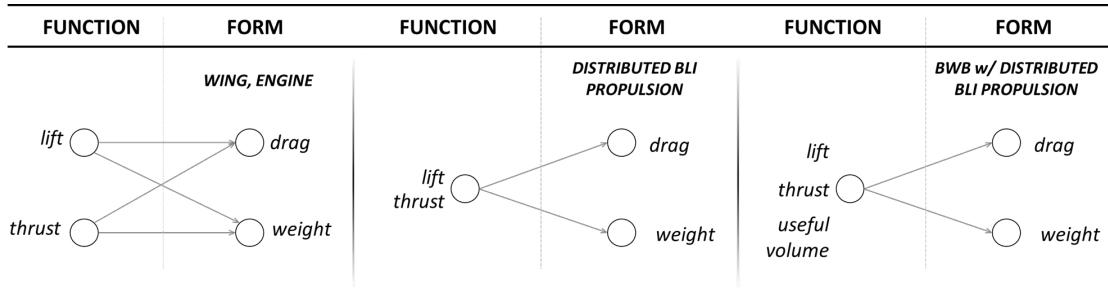 FUNCTION FORM FUNCTION FORM FUNCTION FORM
WING, ENGINE
lift
drag
thrust
weight
DISTRIBUTED BLI
PROPULSION
lift
thrust
drag
weight
BWB w/ DISTRIBUTED
BLI PROPULSION
lift
thrust
useful
volume
drag
weight